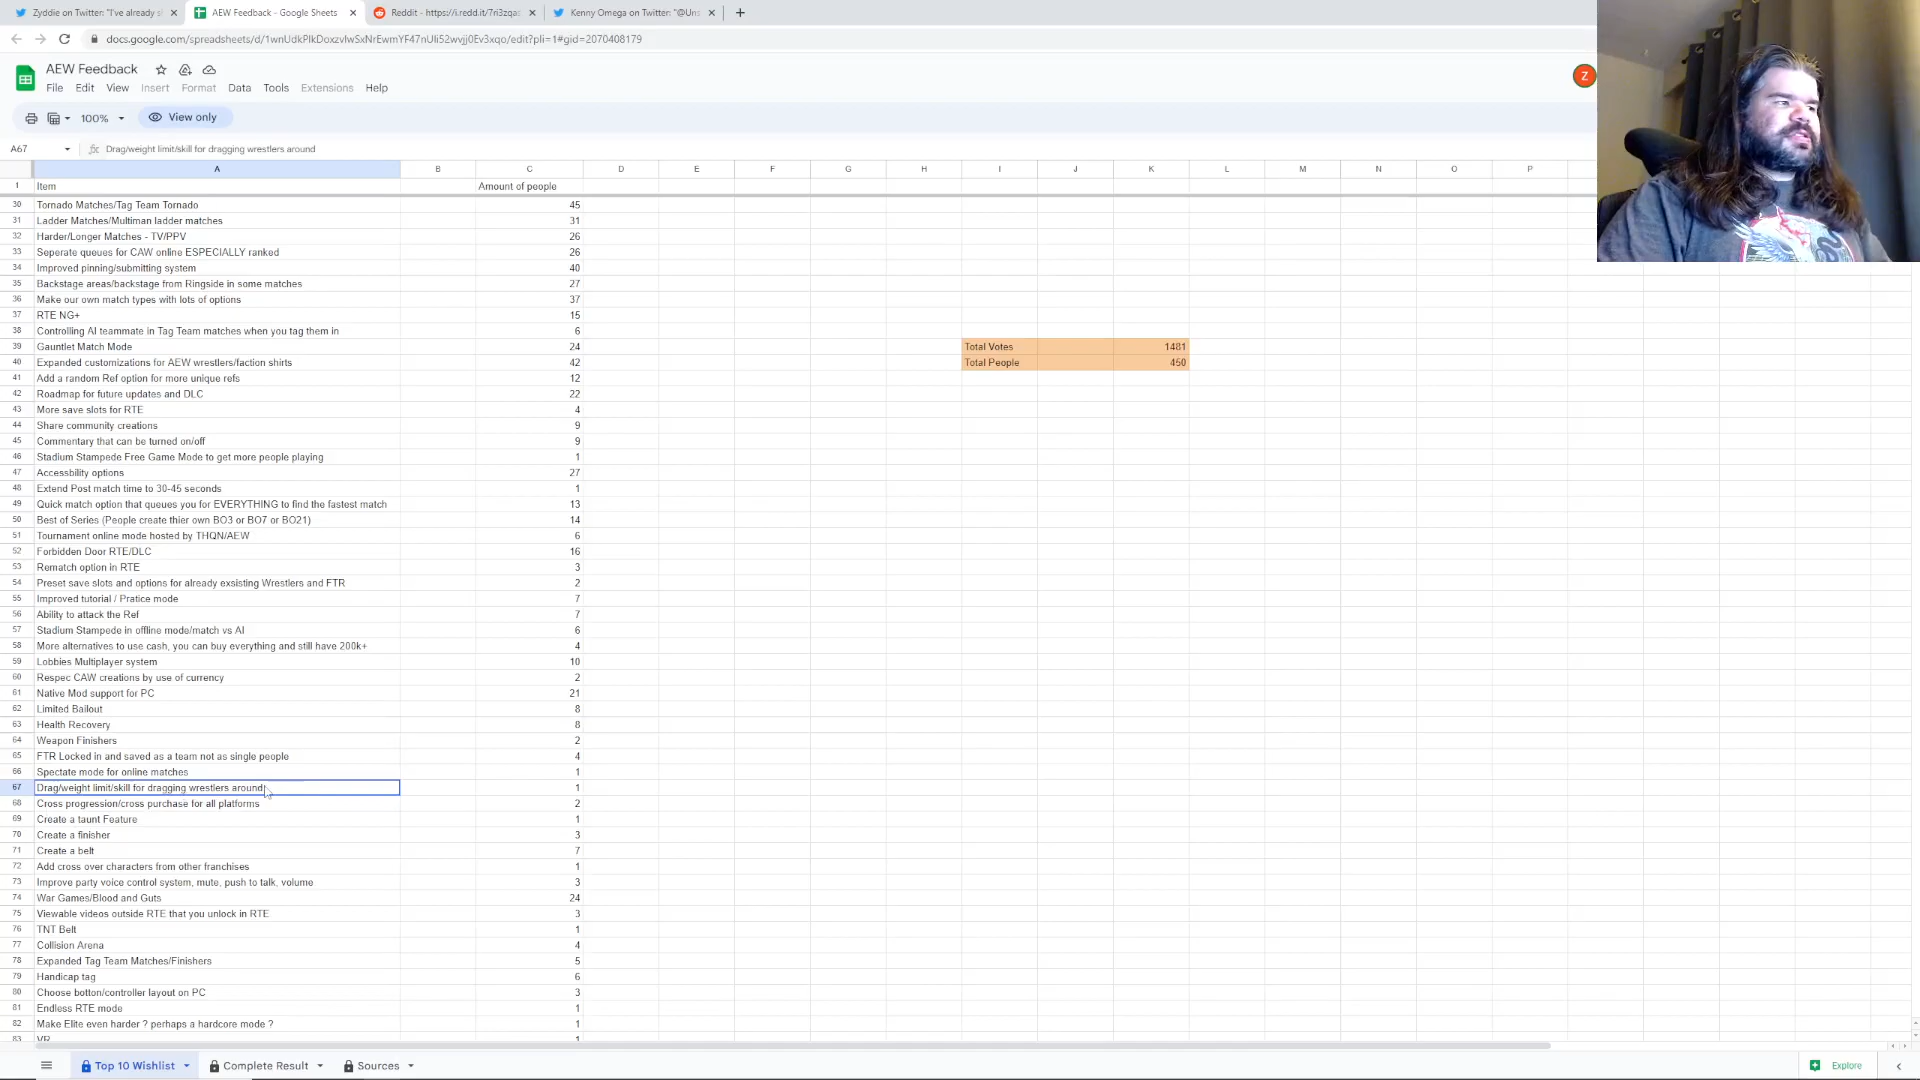 Zyddie on Twitter: "I've already s
AEW Feedback - Google Sheets
Reddit - https://i.redd.it/7ri3zqa
Kenny Omega on Twitter: "@Uns
AEW Feedback
File Edit View Insert Format Data Tools Extensions Help
100% View only
Z
A67 Drag/weight limit/skill for dragging wrestlers around
A B C D E F G H I J K L M N O P
1 Item Amount of people
30 Tornado Matches/Tag Team Tornado 45
31 Ladder Matches/Multiman ladder matches 31
32 Harder/Longer Matches - TV/PPV 26
33 Seperate queues for CAW online ESPECIALLY ranked 26
34 Improved pinning/submitting system 40
35 Backstage areas/backstage from Ringside in some matches 27
36 Make our own match types with lots of options 37
37 RTE NG+ 15
38 Controlling AI teammate in Tag Team matches when you tag them in 6
39 Gauntlet Match Mode 24 Total Votes 1481
40 Expanded customizations for AEW wrestlers/faction shirts 42 Total People 450
41 Add a random Ref option for more unique refs 12
42 Roadmap for future updates and DLC 22
43 More save slots for RTE 4
44 Share community creations 9
45 Commentary that can be turned on/off 9
46 Stadium Stampede Free Game Mode to get more people playing 1
47 Accessbility options 27
48 Extend Post match time to 30-45 seconds 1
49 Quick match option that queues you for EVERYTHING to find the fastest match 13
50 Best of Series (People create thier own BO3 or BO7 or BO21) 14
51 Tournament online mode hosted by THQN/AEW 6
52 Forbidden Door RTE/DLC 16
53 Rematch option in RTE 3
54 Preset save slots and options for already exsisting Wrestlers and FTR 2
55 Improved tutorial / Pratice mode 7
56 Ability to attack the Ref 7
57 Stadium Stampede in offline mode/match vs AI 6
58 More alternatives to use cash, you can buy everything and still have 200k+ 4
59 Lobbies Multiplayer system 10
60 Respec CAW creations by use of currency 2
61 Native Mod support for PC 21
62 Limited Bailout 8
63 Health Recovery 8
64 Weapon Finishers 2
65 FTR Locked in and saved as a team not as single people 4
66 Spectate mode for online matches 1
67 Drag/weight limit/skill for dragging wrestlers around 1
68 Cross progression/cross purchase for all platforms 2
69 Create a taunt Feature 1
70 Create a finisher 3
71 Create a belt 7
72 Add cross over characters from other franchises 1
73 Improve party voice control system, mute, push to talk, volume 3
74 War Games/Blood and Guts 24
75 Viewable videos outside RTE that you unlock in RTE 3
76 TNT Belt 1
77 Collision Arena 4
78 Expanded Tag Team Matches/Finishers 5
79 Handicap tag 6
80 Choose botton/controller layout on PC 3
81 Endless RTE mode 1
82 Make Elite even harder ? perhaps a hardcore mode ? 1
83 VR 1
Top 10 Wishlist Complete Result Sources Explore